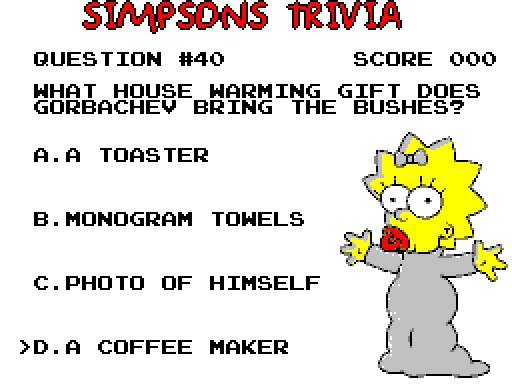 SIMPSONS TRIVIA
QUESTION #40 SCORE 000
WHAT HOUSE WARMING GIFT DOES
GORBACHEV BRING THE BUSHES?
A.A TOASTER
B.MONOGRAM TOWELS
C.PHOTO OF HIMSELF
>D.A COFFEE MAKER